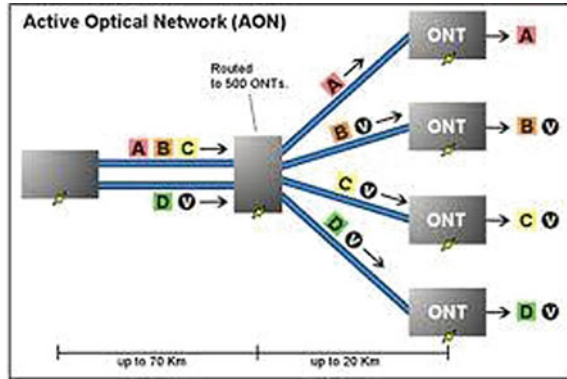 Active Optical Network (AON)
ONT
A
Routed
to 500 ONTs.
A
B V
ONT
B V
A B C
C V
ONT
C V
D V
D V
ONT
D V
up to 70 Km
up to 20 Km